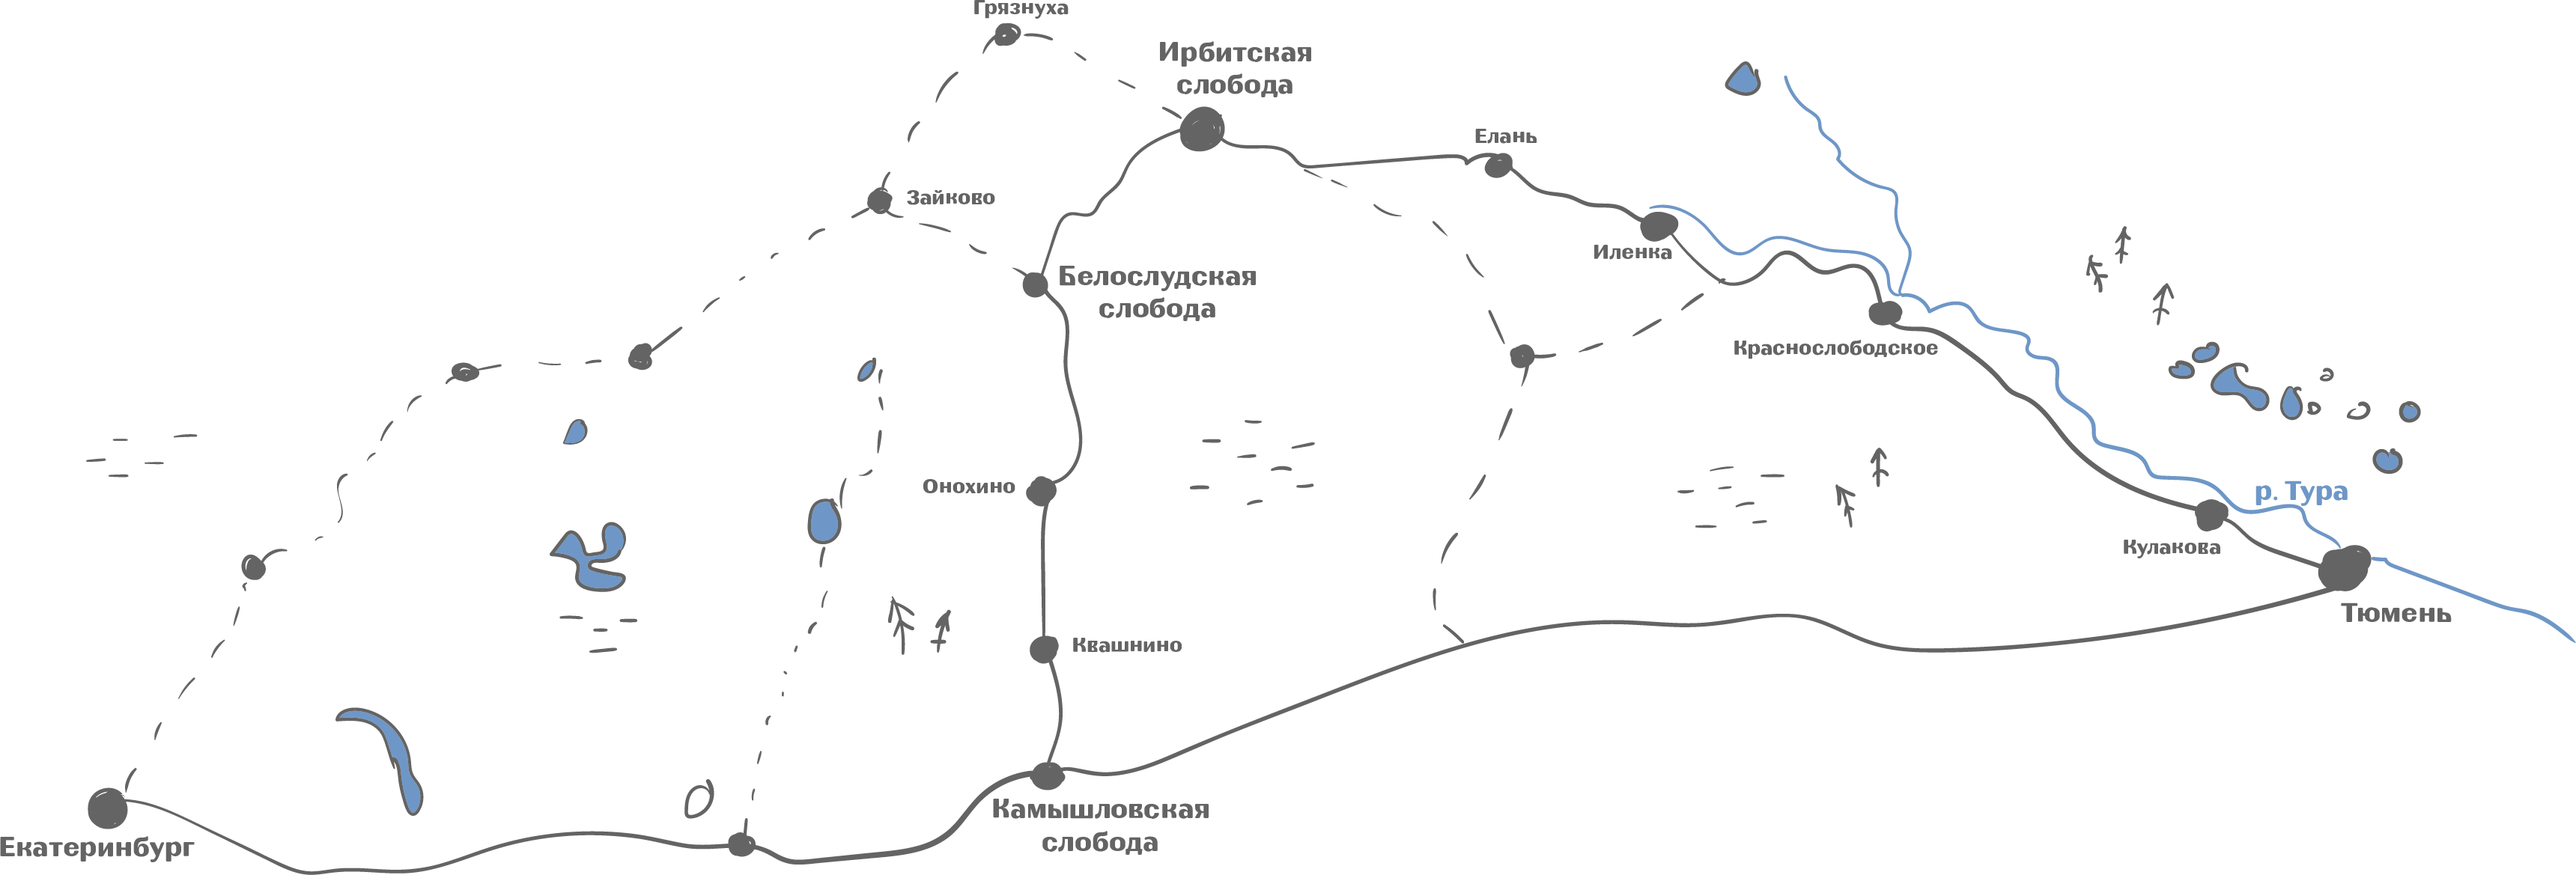 Грязнуха
Ирбитская
слобода
Елань
Зайково
Иленка
Белослудская
слобода
Краснослободское
Онохино
р. Тура
Кулакова
Тюмень
Квашнино
Камышловская
слобода
Екатеринбург